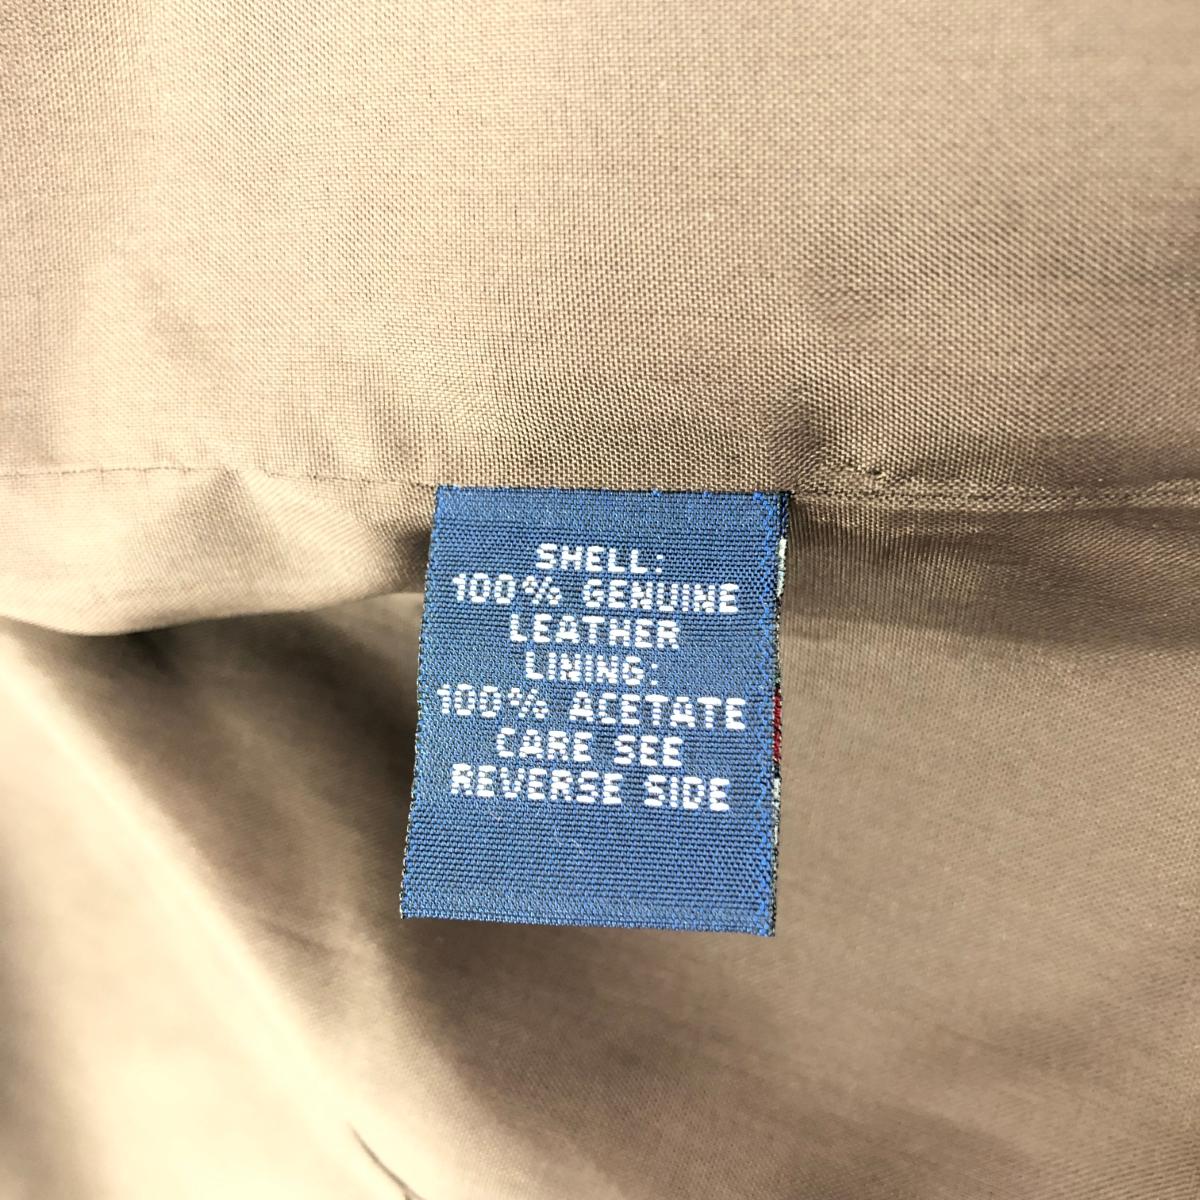 SHELL:
100% GENUINE
LEATHER
LINING:
100% ACETATE
CARE SEE
REVERSE SIDE